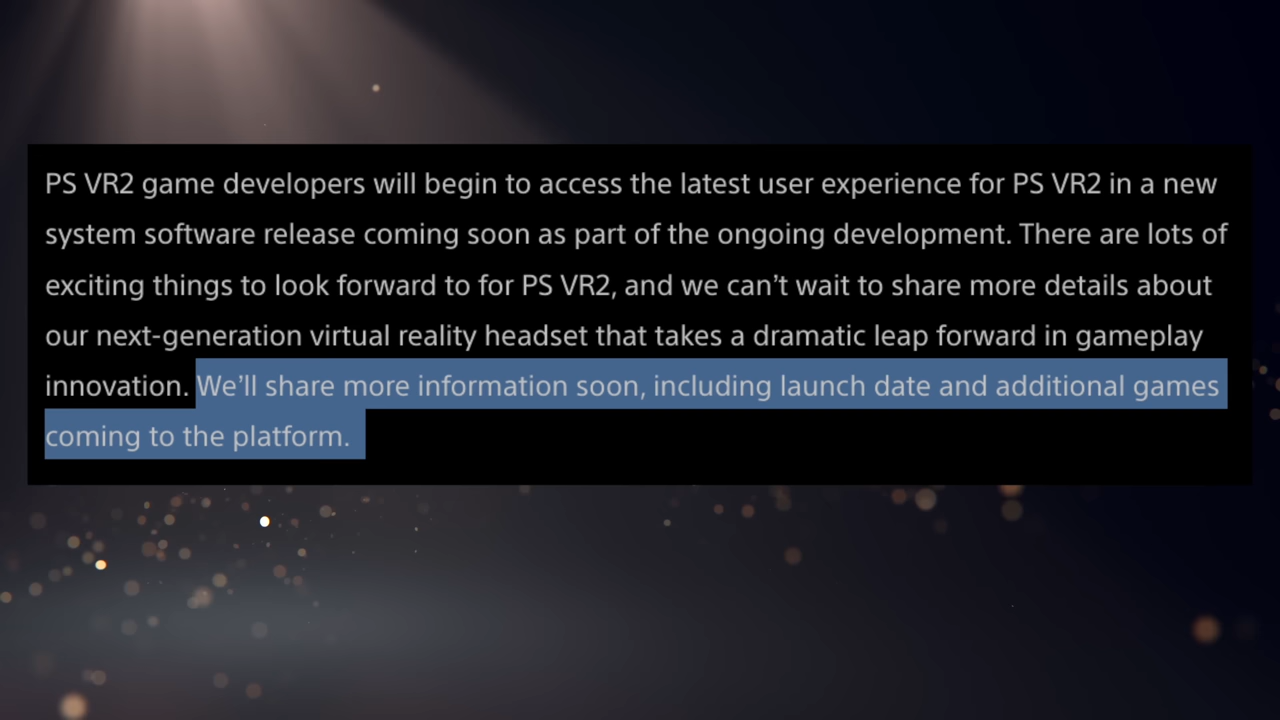 PS VR2 game developers will begin to access the latest user experience for PS VR2 in a new
system software release coming soon as part of the ongoing development. There are lots of
exciting things to look forward to for PS VR2, and we can’t wait to share more details about
our next-generation virtual reality headset that takes a dramatic leap forward in gameplay
innovation. We’ll share more information soon, including launch date and additional games
coming to the platform.